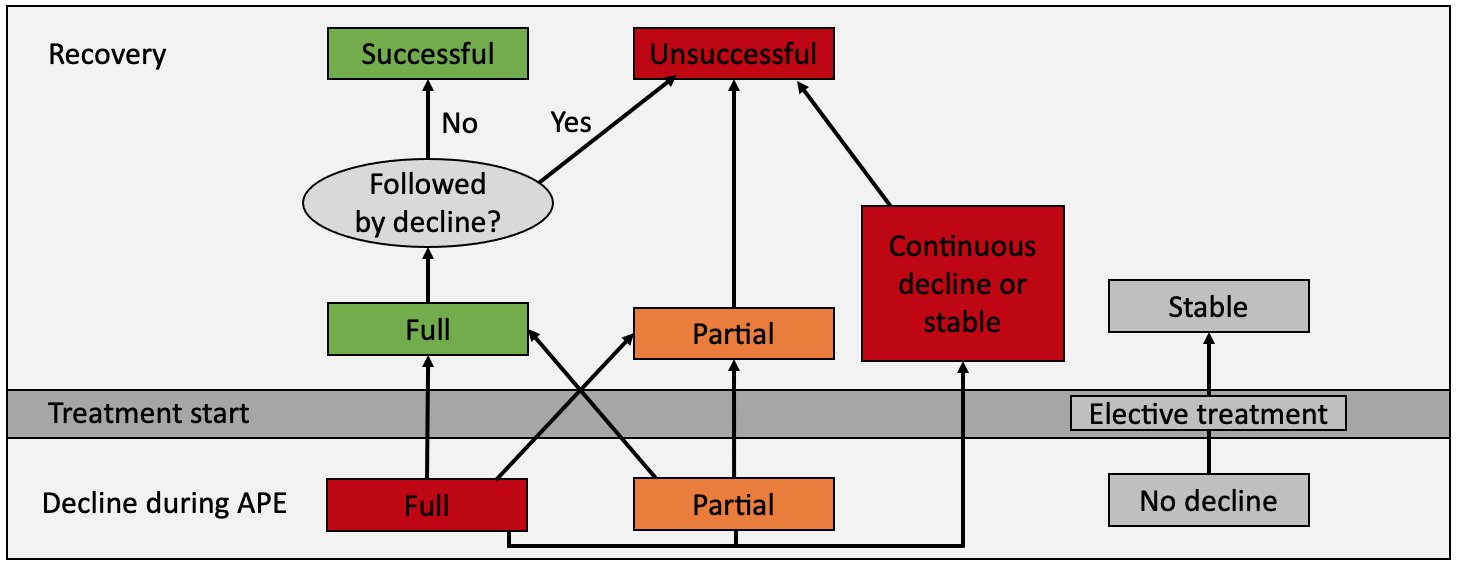 Recovery
Successful
Unsuccessful
No
Yes
Followed
by decline?
Continuous
decline or
stable
Full
Partial
Stable
Treatment start
Elective treatment
Decline during APE
Full
Partial
No decline